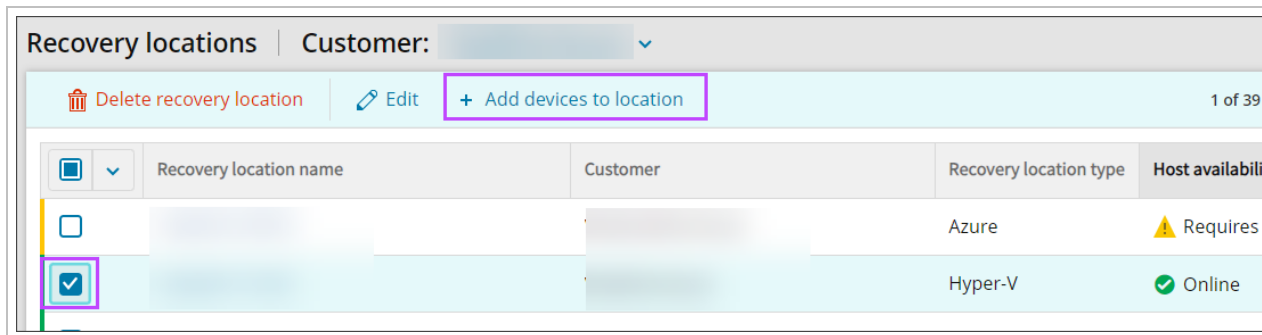 Recovery locations | Customer:
Delete recovery location Edit + Add devices to location 1 of 39
Recovery location name Customer Recovery location type Host availabili
Azure Requires
Hyper-V Online